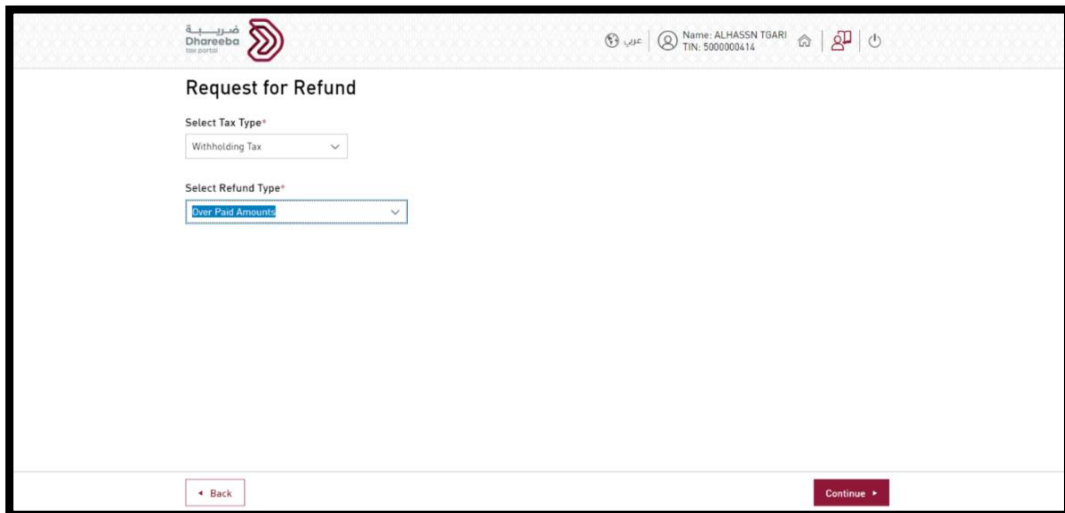 ضريبة
Dhareeba
tax portal
عربي
Name: ALHASSN TGARI
TIN: 5000000414
Request for Refund
Select Tax Type*
Withholding Tax
Select Refund Type*
Over Paid Amounts
Back
Continue